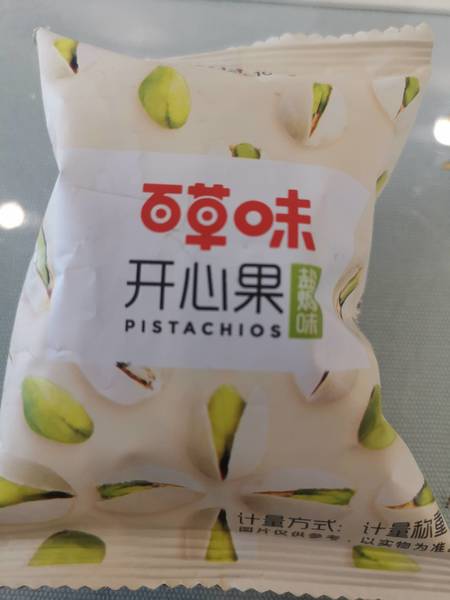 百草味
开心果
盐焗味
PISTACHIOS
计量方式: 计量称重
图片仅供参考，以实物为准